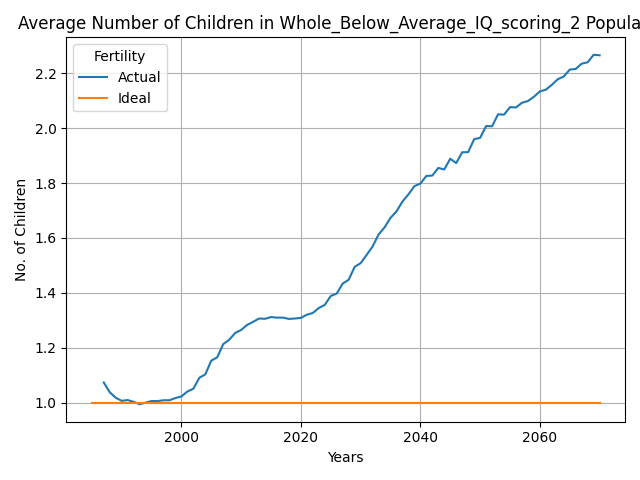 Average Number of Children in Whole_Below_Average_IQ_scoring_2 Popula
Fertility
Actual
Ideal
2.2
2.0
1.8
1.6
1.4
1.2
1.0
No. of Children
2000
2020
2040
2060
Years